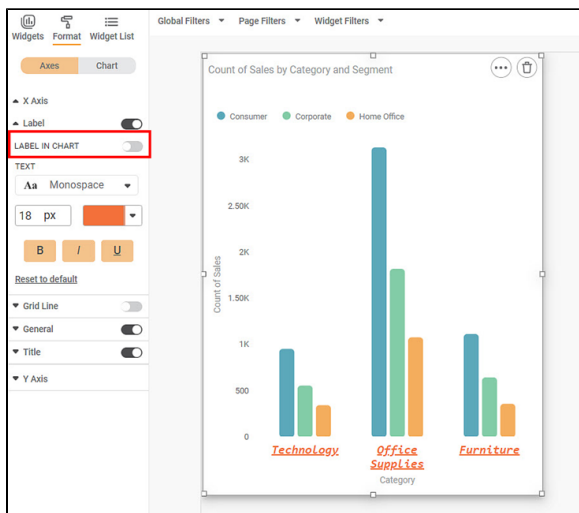 Global Filters Page Filters Widget Filters
Widgets Format Widget List
Axes Chart
X Axis
Label
LABEL IN CHART
TEXT
Aa Monospace
18 px
B I U
Reset to default
Grid Line
General
Title
Y Axis
Count of Sales by Category and Segment
Consumer Corporate Home Office
3K
2.50K
2K
1.50K
1K
500
0
Count of Sales
Technology Office Supplies Furniture
Category